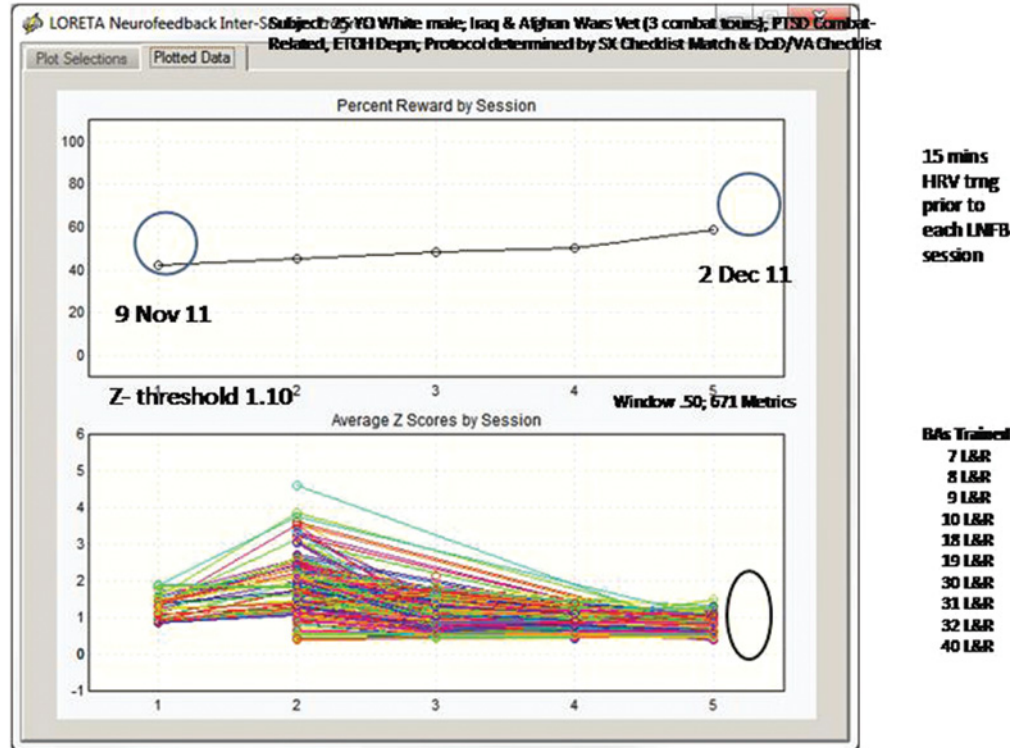 LORETA Neurofeedback Inter-S
Subject: 25 YO White male; Iraq & Afghan Wars Vet (3 combat tours); PTSD Combat-
Related, ETOH Depn; Protocol determined by SX Checklist Match & DoD/VA Checklist
Plot Selections
Plotted Data
Percent Reward by Session
100
80
60
40
20
0
9 Nov 11
2 Dec 11
1 2 3 4 5
Z- threshold 1.10
Window .50; 671 Metrics
Average Z Scores by Session
6
5
4
3
2
1
0
-1
1 2 3 4 5
15 mins
HRV trng
prior to
each LNFB
session
BAs Trained
7 L&R
8 L&R
9 L&R
10 L&R
18 L&R
19 L&R
30 L&R
31 L&R
32 L&R
40 L&R